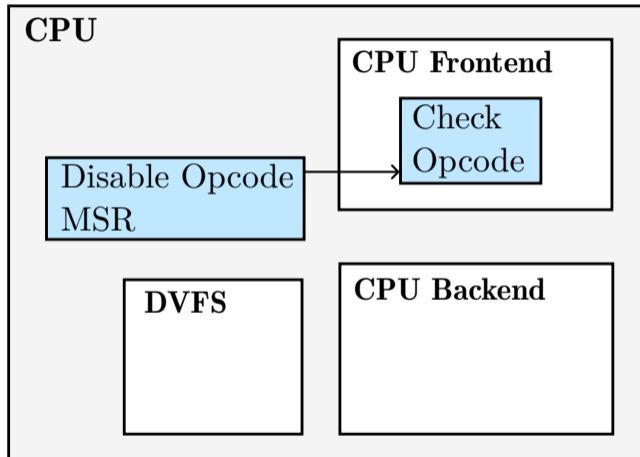 CPU
CPU Frontend
Check
Opcode
Disable Opcode
MSR
DVFS
CPU Backend